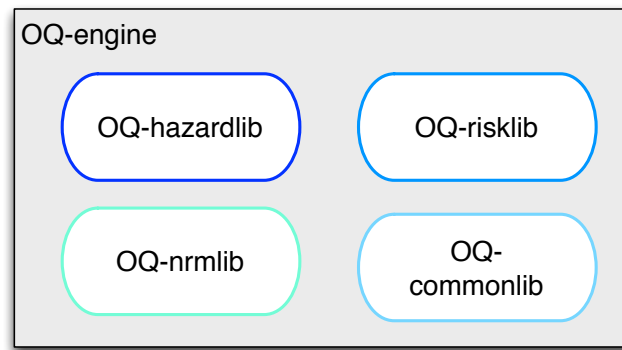 OQ-engine
OQ-hazardlib
OQ-risklib
OQ-nrmlib
OQ-
commonlib